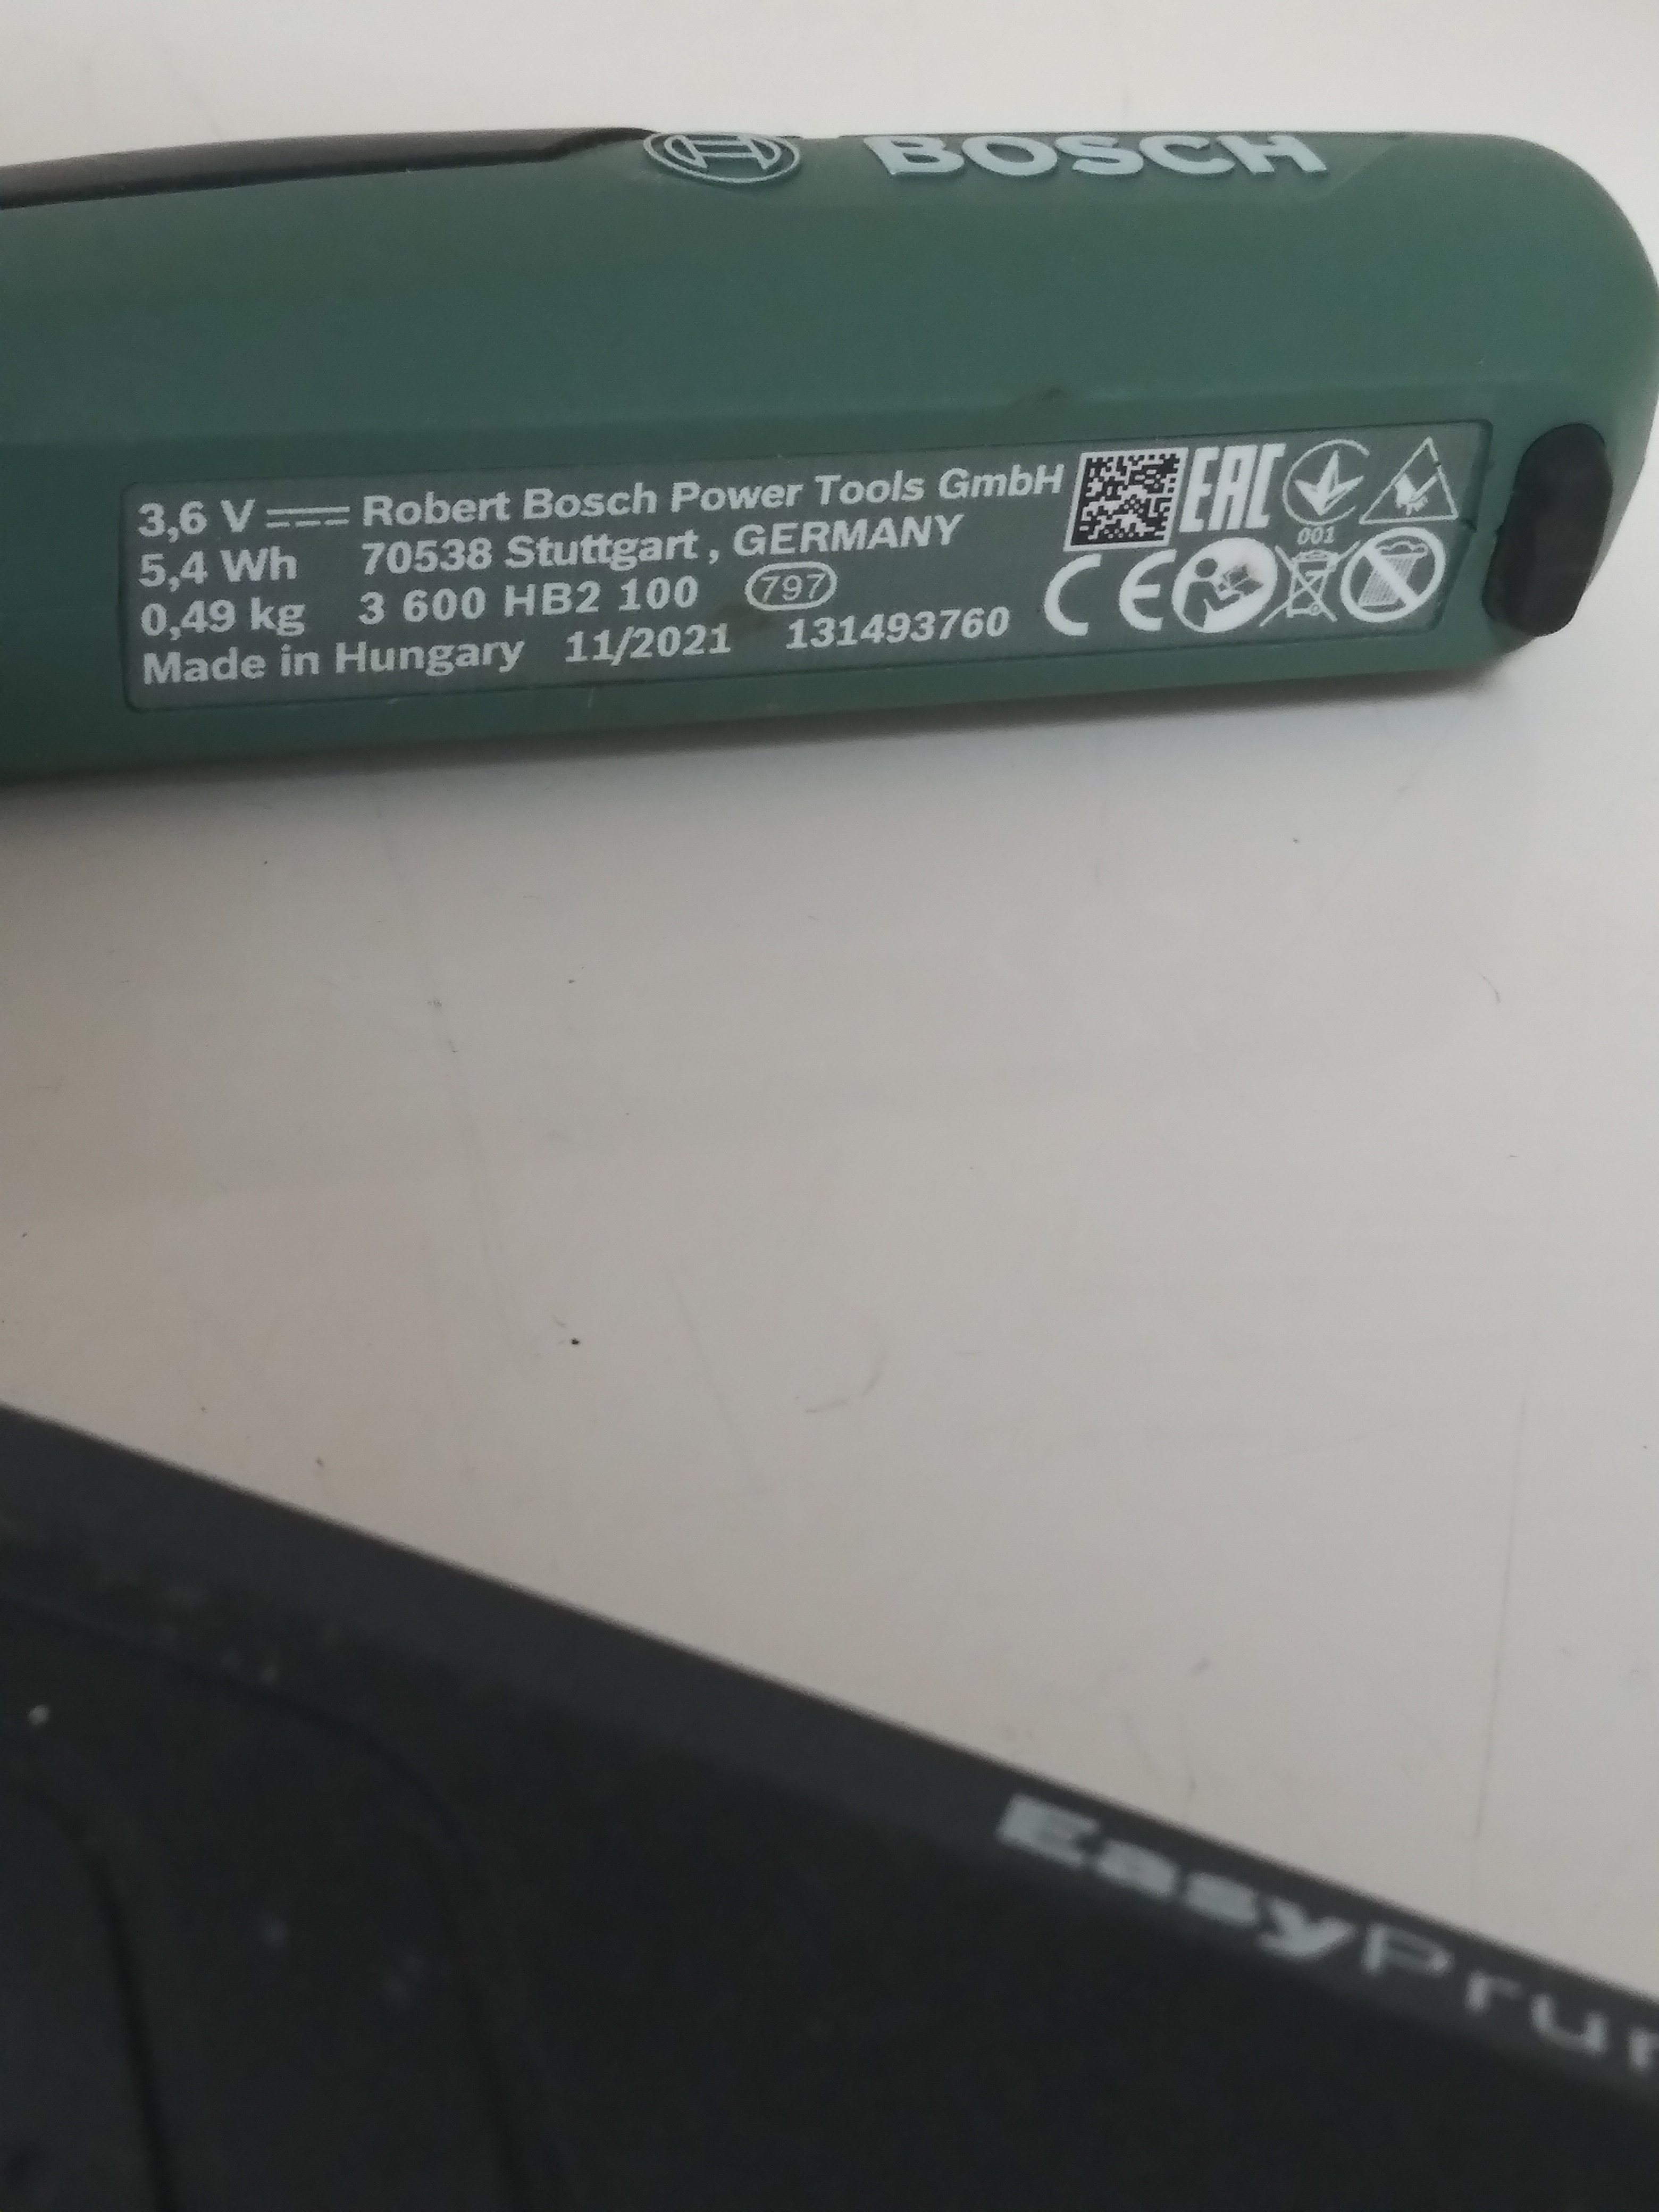 BOSCH
3,6 V Robert Bosch Power Tools GmbH
5,4 Wh 70538 Stuttgart, GERMANY
0,49 kg 3 600 HB2 100 797
Made in Hungary 11/2021 131493760
EAC
001
CE
EasyPrun